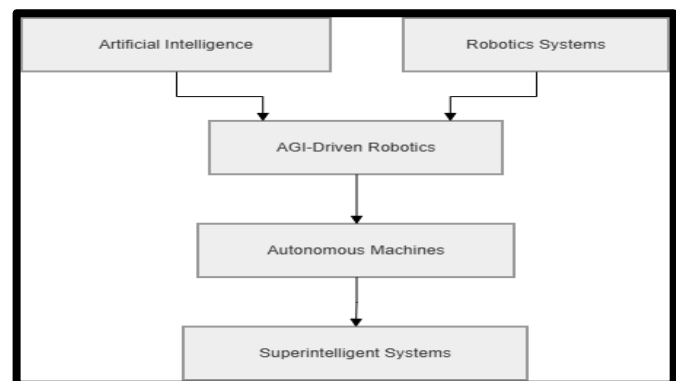 Artificial Intelligence
Robotics Systems
AGI-Driven Robotics
Autonomous Machines
Superintelligent Systems